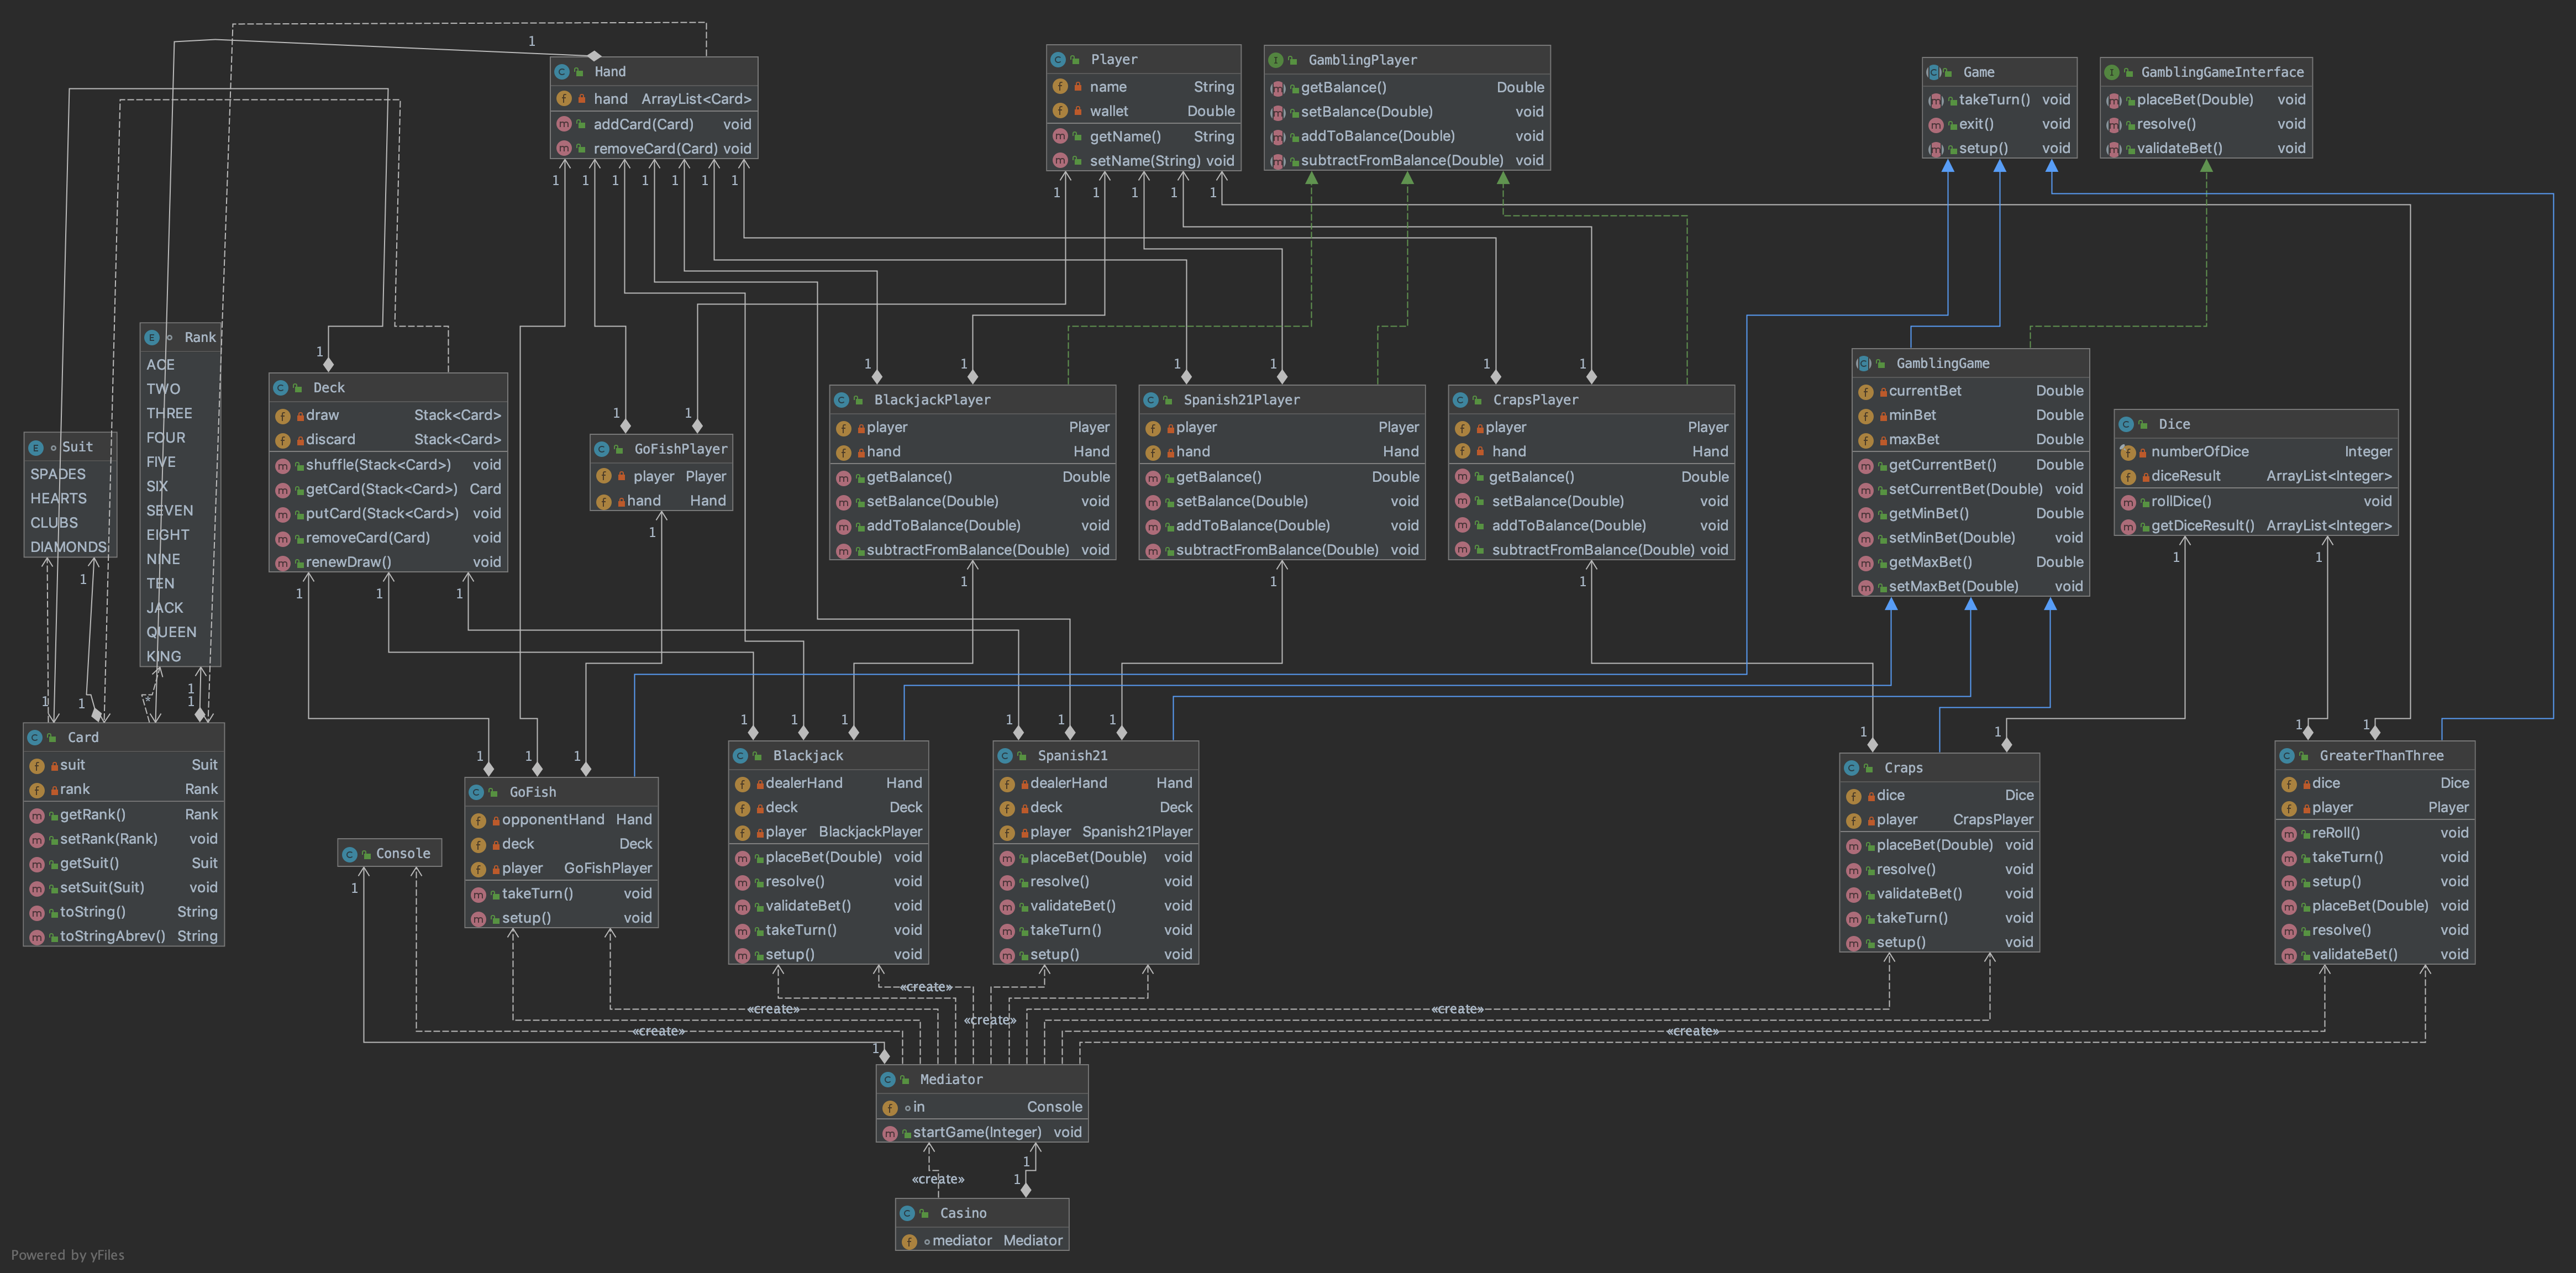 Hand
hand ArrayList<Card>
addCard(Card) void
removeCard(Card) void
Player
name String
wallet Double
getName() String
setName(String) void
GamblingPlayer
getBalance() Double
setBalance(Double) void
addToBalance(Double) void
subtractFromBalance(Double) void
Game
takeTurn() void
exit() void
setup() void
GamblingGameInterface
placeBet(Double) void
resolve() void
validateBet() void
Suit
SPADES
HEARTS
CLUBS
DIAMONDS
Rank
ACE
TWO
THREE
FOUR
FIVE
SIX
SEVEN
EIGHT
NINE
TEN
JACK
QUEEN
KING
Deck
draw Stack<Card>
discard Stack<Card>
shuffle(Stack<Card>) void
getCard(Stack<Card>) Card
putCard(Stack<Card>) void
removeCard(Card) void
renewDraw() void
GoFishPlayer
player Player
hand Hand
BlackjackPlayer
player Player
hand Hand
getBalance() Double
setBalance(Double) void
addToBalance(Double) void
subtractFromBalance(Double) void
Spanish21Player
player Player
hand Hand
getBalance() Double
setBalance(Double) void
addToBalance(Double) void
subtractFromBalance(Double) void
CrapsPlayer
player Player
hand Hand
getBalance() Double
setBalance(Double) void
addToBalance(Double) void
subtractFromBalance(Double) void
GamblingGame
currentBet Double
minBet Double
maxBet Double
getCurrentBet() Double
setCurrentBet(Double) void
getMinBet() Double
setMinBet(Double) void
getMaxBet() Double
setMaxBet(Double) void
Dice
numberOfDice Integer
diceResult ArrayList<Integer>
rollDice() void
getDiceResult() ArrayList<Integer>
Card
suit Suit
rank Rank
getRank() Rank
setRank(Rank) void
getSuit() Suit
setSuit(Suit) void
toString() String
toStringAbrev() String
Console
GoFish
opponentHand Hand
deck Deck
player GoFishPlayer
takeTurn() void
setup() void
Blackjack
dealerHand Hand
deck Deck
player BlackjackPlayer
placeBet(Double) void
resolve() void
validateBet() void
takeTurn() void
setup() void
Spanish21
dealerHand Hand
deck Deck
player Spanish21Player
placeBet(Double) void
resolve() void
validateBet() void
takeTurn() void
setup() void
Craps
dice Dice
player CrapsPlayer
placeBet(Double) void
resolve() void
validateBet() void
takeTurn() void
setup() void
GreaterThanThree
dice Dice
player Player
reRoll() void
takeTurn() void
setup() void
placeBet(Double) void
resolve() void
validateBet() void
«create»
«create»
«create»
«create»
«create»
«create»
Mediator
in Console
startGame(Integer) void
«create»
Casino
mediator Mediator
Powered by yFiles